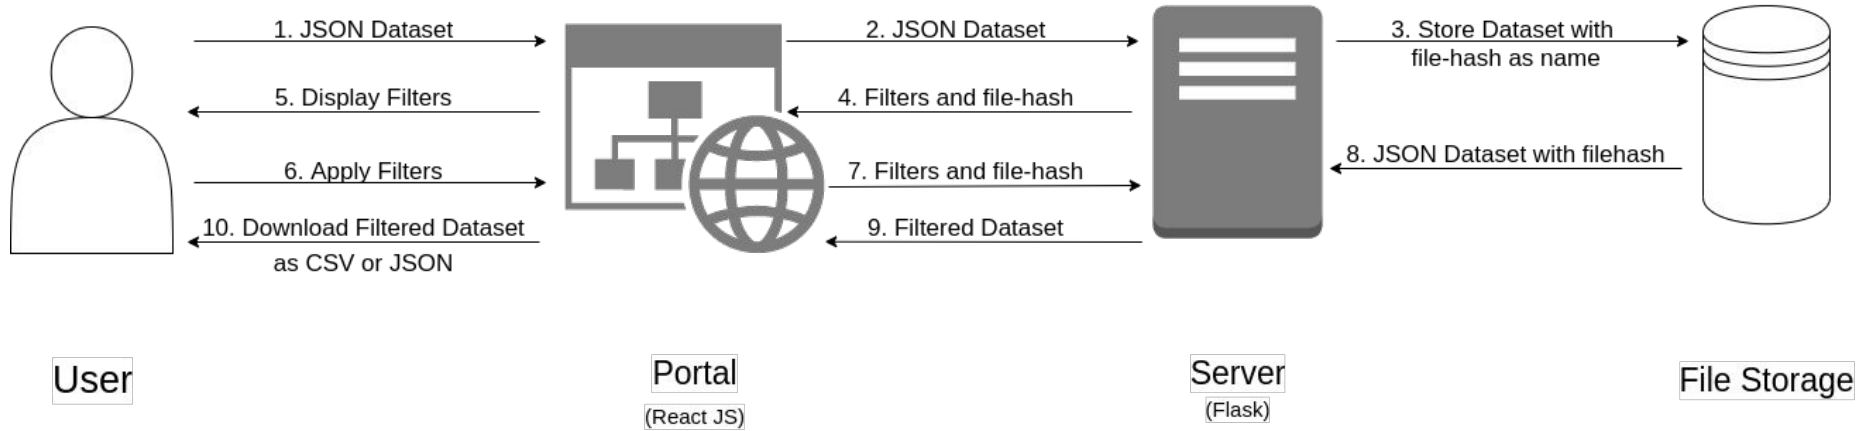 1. JSON Dataset
2. JSON Dataset
3. Store Dataset with
file-hash as name
5. Display Filters
4. Filters and file-hash
8. JSON Dataset with filehash
6. Apply Filters
7. Filters and file-hash
10. Download Filtered Dataset
as CSV or JSON
9. Filtered Dataset
User
Portal
(React JS)
Server
(Flask)
File Storage